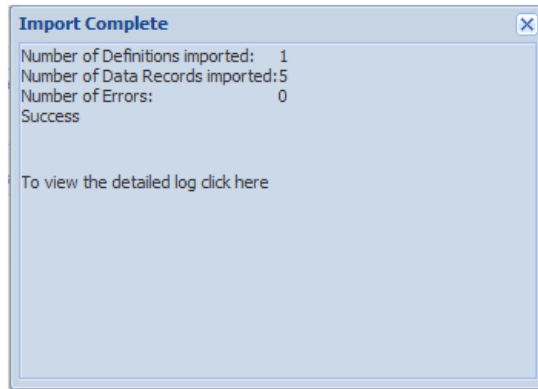 Import Complete
Number of Definitions imported: 1
Number of Data Records imported:5
Number of Errors: 0
Success
To view the detailed log click here